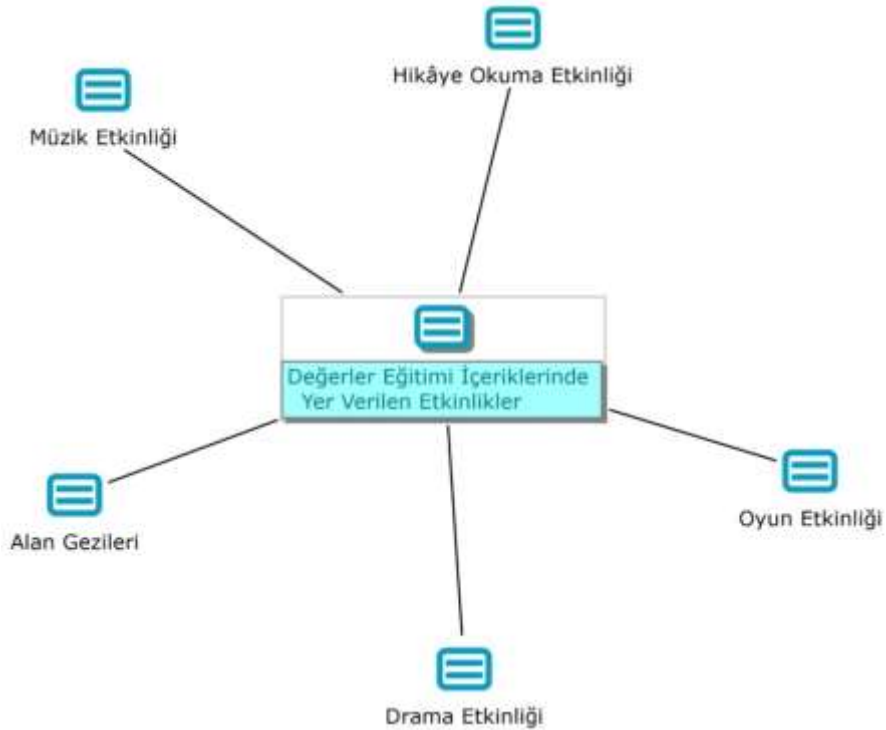 Hikâye Okuma Etkinliği
Müzik Etkinliği
Değerler Eğitimi İçeriklerinde
Yer Verilen Etkinlikler
Oyun Etkinliği
Alan Gezileri
Drama Etkinliği